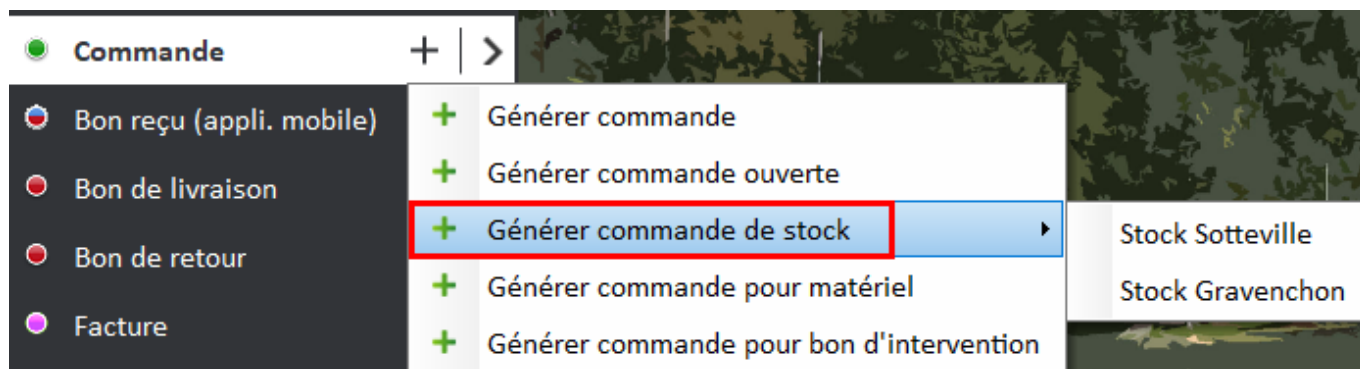 Commande
Bon reçu (appli. mobile)
Bon de livraison
Bon de retour
Facture
Générer commande
Générer commande ouverte
Générer commande de stock
Générer commande pour matériel
Générer commande pour bon d'intervention
Stock Sotteville
Stock Gravenchon